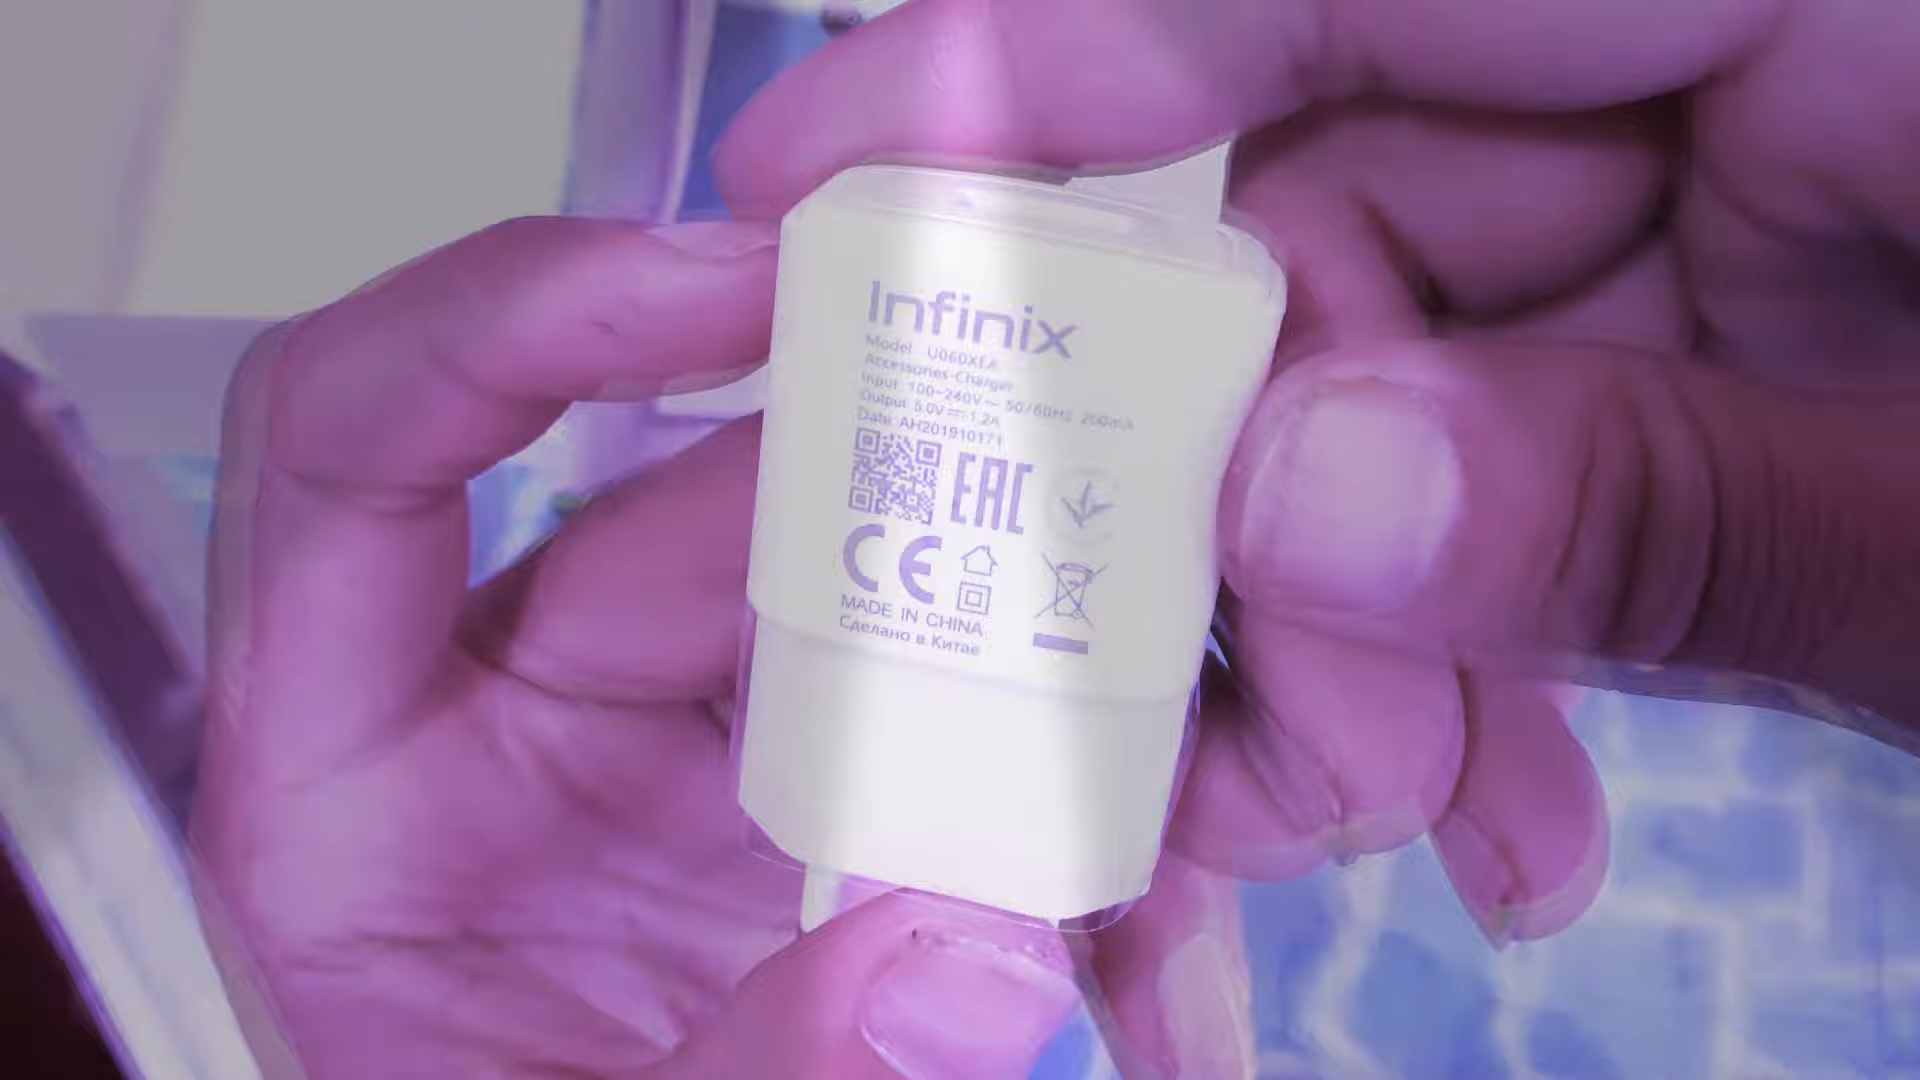 Infinix
Model U060XEA
Accessories-Charger
Input 100-240V~ 50/60Hz 200mA
Output 5.0V⎓1.2A
Date: AH201910171
EAC
CE
MADE IN CHINA
Сделано в Китае